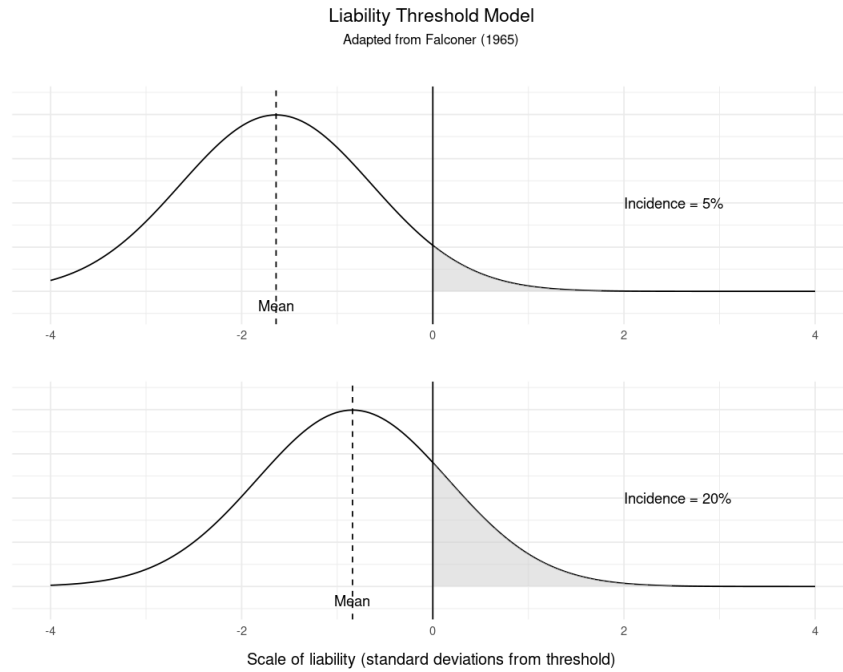 Liability Threshold Model
Adapted from Falconer (1965)
Incidence = 5%
Mean
-4 -2 0 2 4
Incidence = 20%
Mean
-4 -2 0 2 4
Scale of liability (standard deviations from threshold)